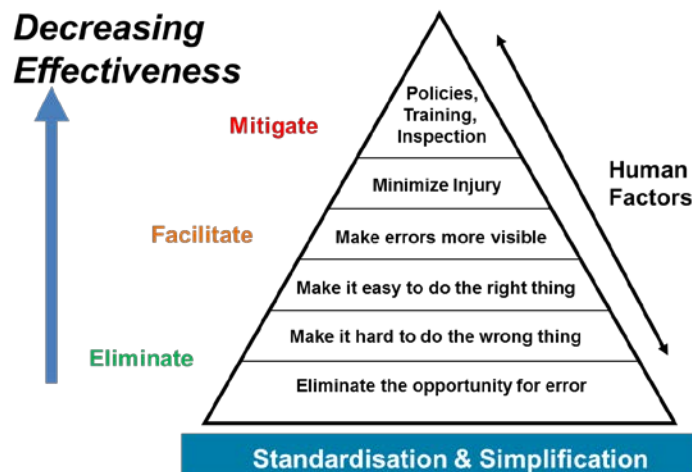 Decreasing
Effectiveness
Mitigate
Policies,
Training,
Inspection
Minimize Injury
Human
Factors
Facilitate
Make errors more visible
Make it easy to do the right thing
Make it hard to do the wrong thing
Eliminate
Eliminate the opportunity for error
Standardisation & Simplification